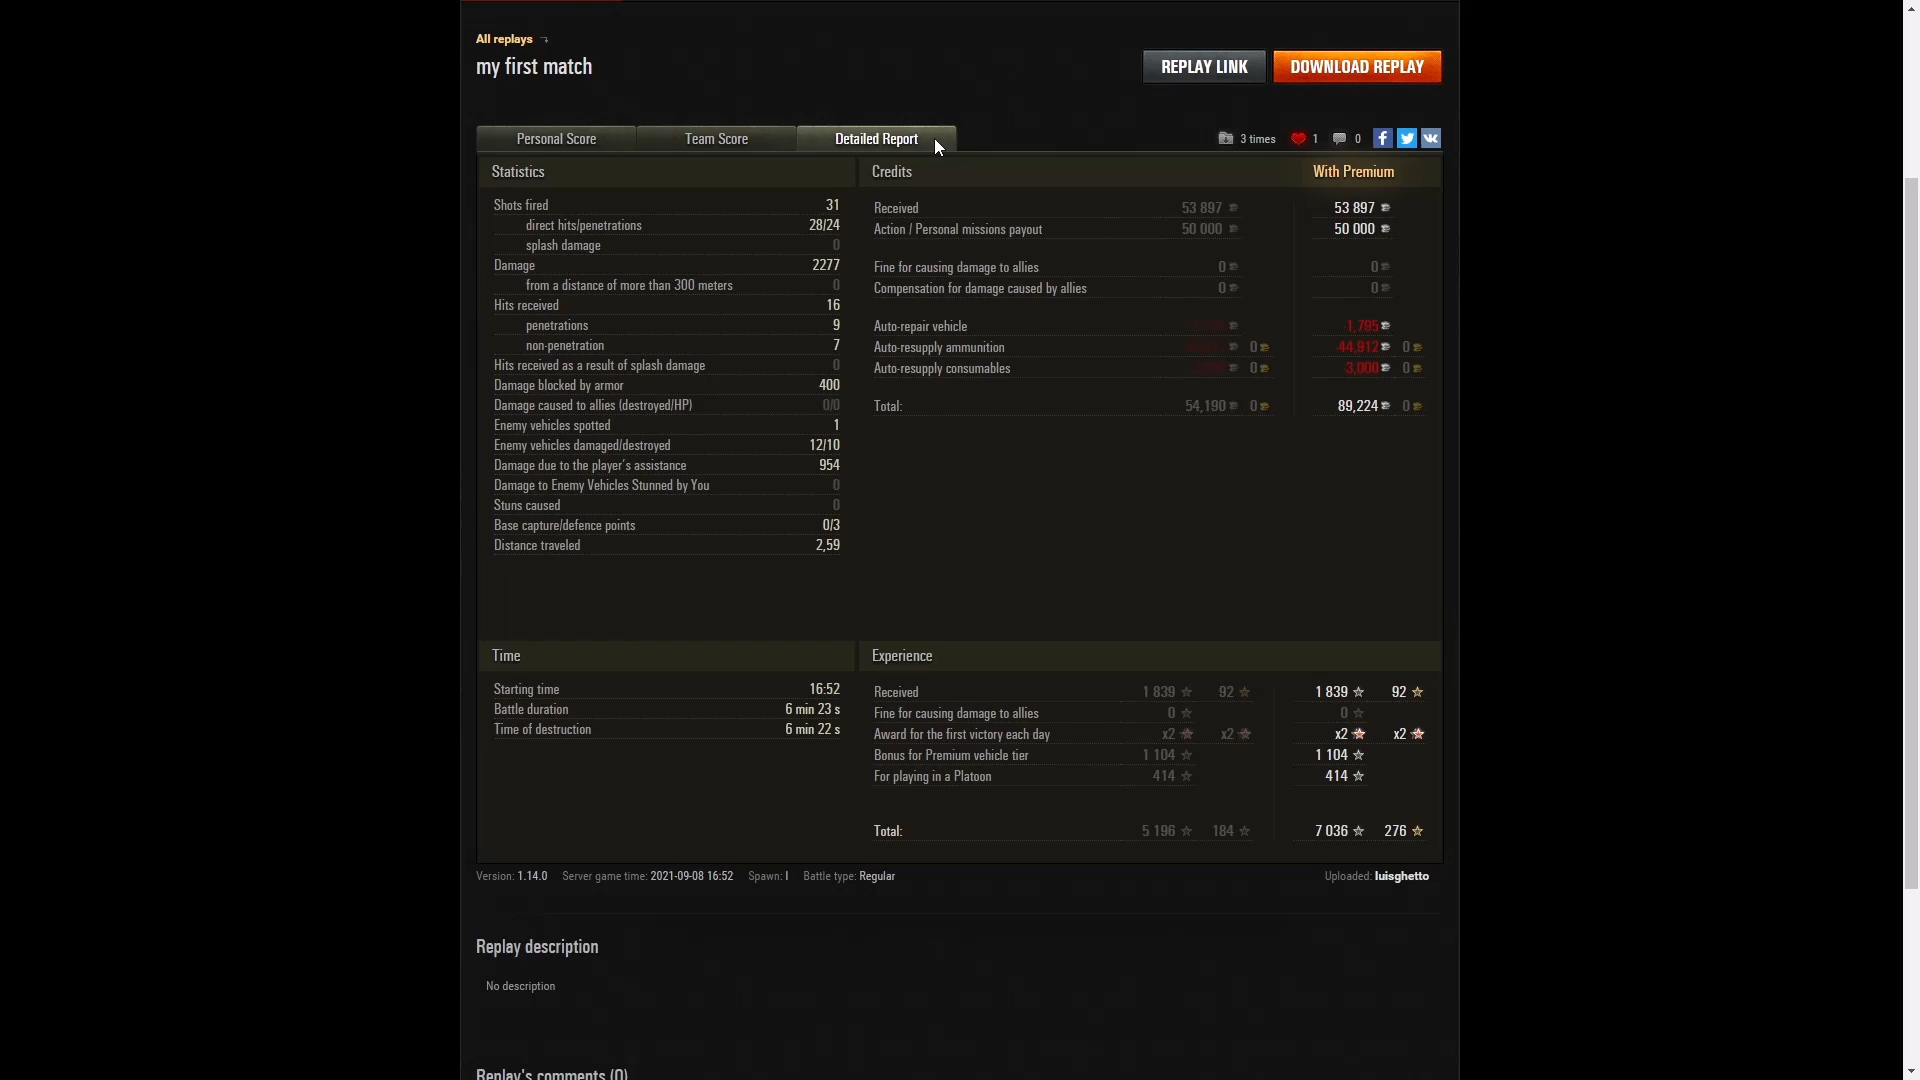 All replays
my first match
REPLAY LINK DOWNLOAD REPLAY
Personal Score Team Score Detailed Report 3 times 1 0
Statistics
Shots fired 31
direct hits/penetrations 28/24
splash damage 0
Damage 2277
from a distance of more than 300 meters 0
Hits received 16
penetrations 9
non-penetration 7
Hits received as a result of splash damage 0
Damage blocked by armor 400
Damage caused to allies (destroyed/HP) 0/0
Enemy vehicles spotted 1
Enemy vehicles damaged/destroyed 12/10
Damage due to the player's assistance 954
Damage to Enemy Vehicles Stunned by You 0
Stuns caused 0
Base capture/defence points 0/3
Distance traveled 2,59
Credits With Premium
Received 53 897 53 897
Action / Personal missions payout 50 000 50 000
Fine for causing damage to allies 0 0
Compensation for damage caused by allies 0 0
Auto-repair vehicle -1,795
Auto-resupply ammunition 0 -44,912 0
Auto-resupply consumables 0 -3,000 0
Total: 54,190 0 89,224 0
Time
Starting time 16:52
Battle duration 6 min 23 s
Time of destruction 6 min 22 s
Experience
Received 1 839 92 1 839 92
Fine for causing damage to allies 0 0
Award for the first victory each day x2 x2 x2 x2
Bonus for Premium vehicle tier 1 104 1 104
For playing in a Platoon 414 414
Total: 5 196 184 7 036 276
Version: 1.14.0 Server game time: 2021-09-08 16:52 Spawn: I Battle type: Regular Uploaded: luisghetto
Replay description
No description
Replay's comments (0)